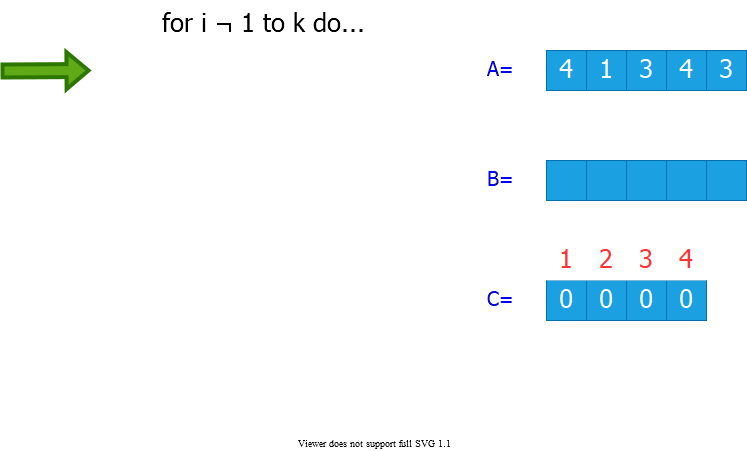 for i ¬ 1 to k do...
A= 4 1 3 4 3
B=
1 2 3 4
C= 0 0 0 0
Viewer does not support full SVG 1.1